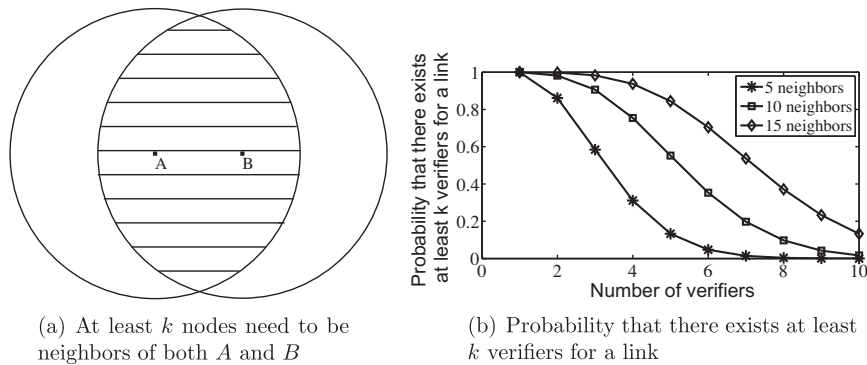 A
B
(a) At least k nodes need to be
neighbors of both A and B
Probability that there exists
at least k verifiers for a link
1
0.8
0.6
0.4
0.2
0
0
2
4
6
8
10
Number of verifiers
5 neighbors
10 neighbors
15 neighbors
(b) Probability that there exists at least
k verifiers for a link